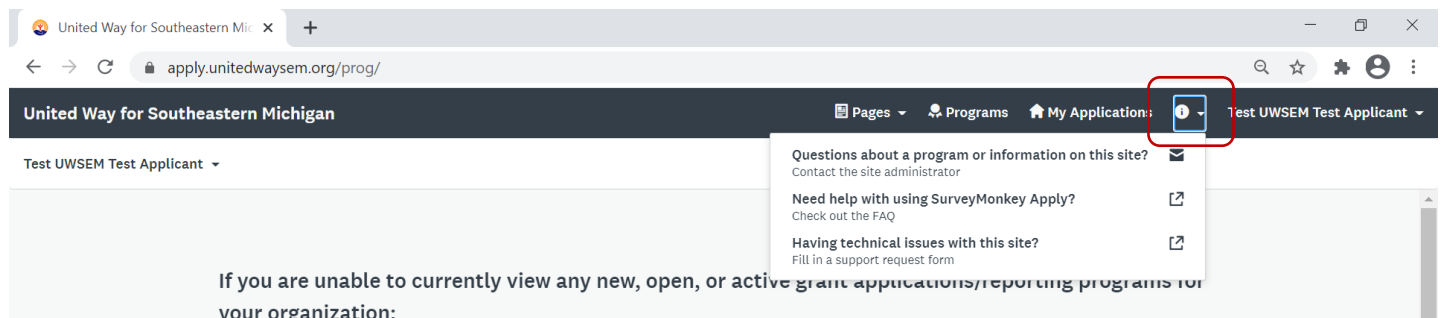 United Way for Southeastern Mic
apply.unitedwaysem.org/prog/
United Way for Southeastern Michigan Pages Programs My Applications Test UWSEM Test Applicant
Test UWSEM Test Applicant
Questions about a program or information on this site?
Contact the site administrator
Need help with using SurveyMonkey Apply?
Check out the FAQ
Having technical issues with this site?
Fill in a support request form
If you are unable to currently view any new, open, or active grant applications/reporting programs for
your organization: